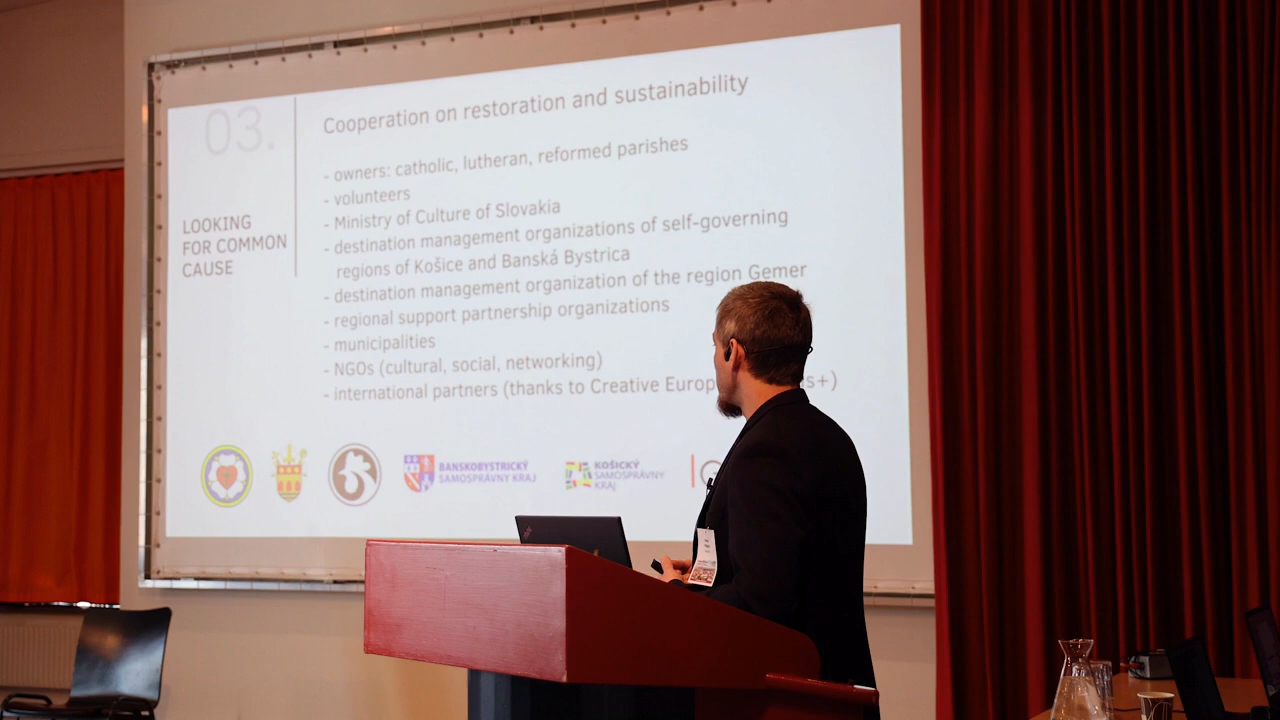 03.
LOOKING
FOR COMMON
CAUSE
Cooperation on restoration and sustainability
- owners: catholic, lutheran, reformed parishes
- volunteers
- Ministry of Culture of Slovakia
- destination management organizations of self-governing
regions of Košice and Banská Bystrica
- destination management organization of the region Gemer
- regional support partnership organizations
- municipalities
- NGOs (cultural, social, networking)
- international partners (thanks to Creative Europ s+)
BANSKOBYSTRICKÝ
SAMOSPRÁVNY KRAJ
KOŠICKÝ
SAMOSPRÁVNY
KRAJ